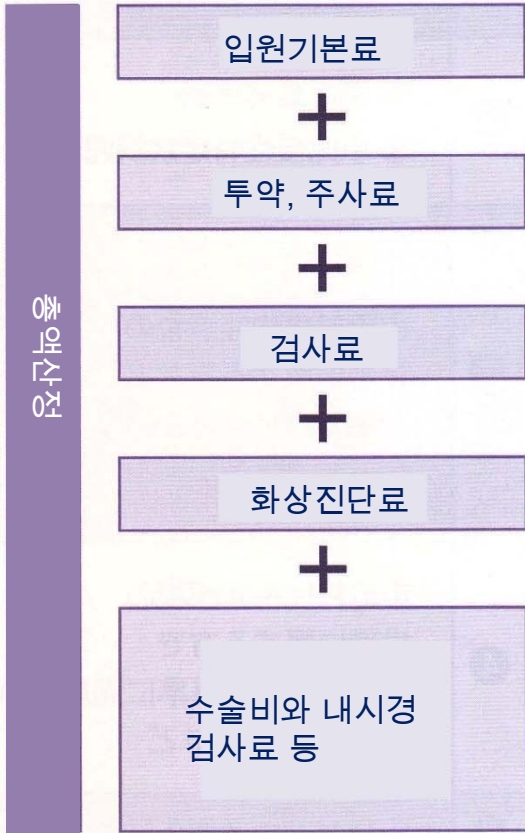 총액산정
입원기본료
+
투약, 주사료
+
검사료
+
화상진단료
+
수술비와 내시경
검사료 등